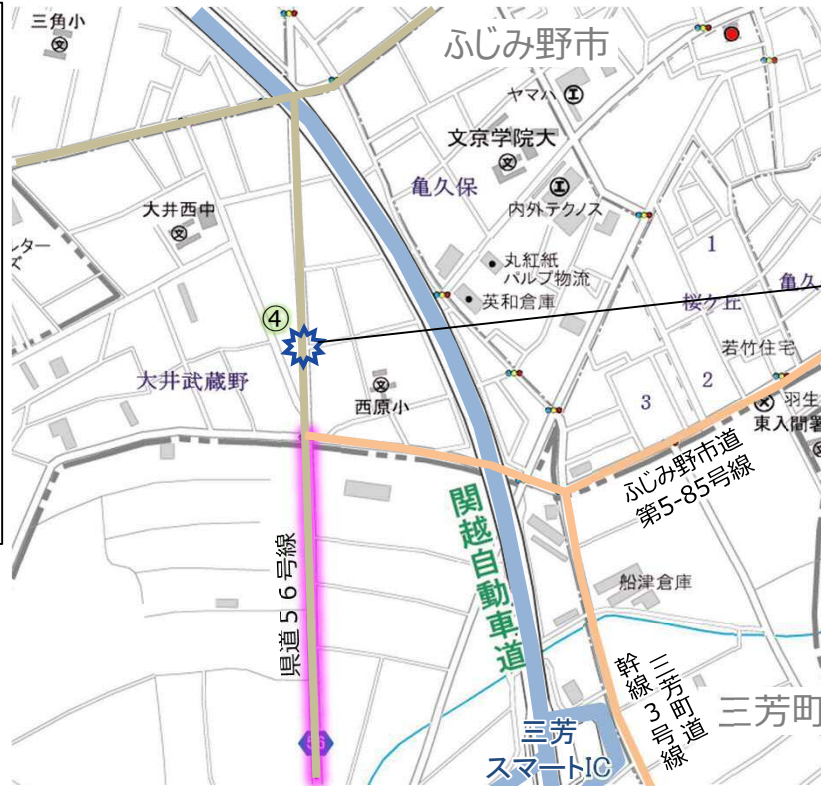 三角小
ふじみ野市
ヤマハ
文京学院大
亀久保
内外テクノス
大井西中
ター
ズ
丸紅紙
パルプ物流
英和倉庫
1
桜ケ丘
亀久
④
若竹住宅
大井武蔵野
西原小
3
2
羽生
東入間署
ふじみ野市道
第5-85号線
関越自動車道
県道56号線
船津倉庫
三芳町道
幹線3号線
三芳町
56
三芳
スマートIC